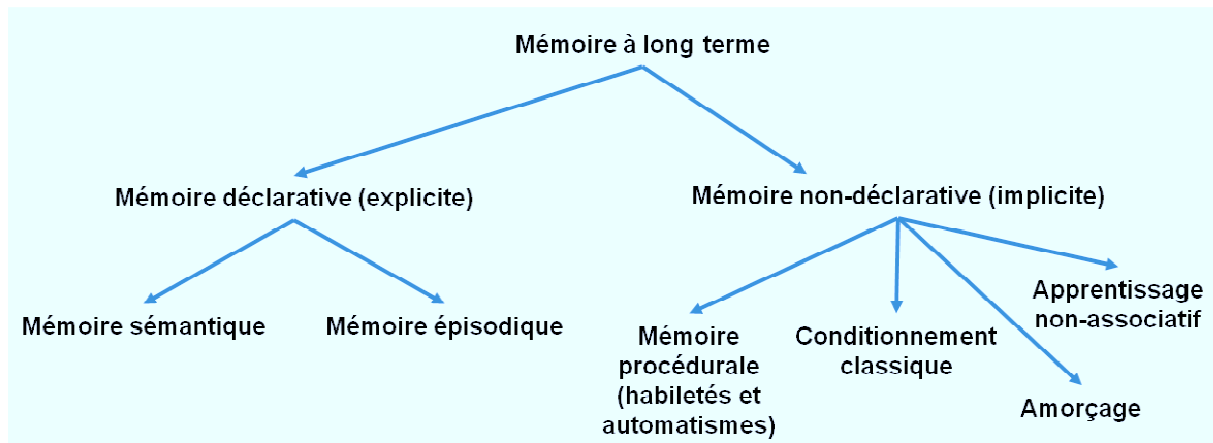 Mémoire à long terme
Mémoire déclarative (explicite)
Mémoire non-déclarative (implicite)
Mémoire sémantique
Mémoire épisodique
Mémoire
procédurale
(habiletés et
automatismes)
Conditionnement
classique
Amorçage
Apprentissage
non-associatif